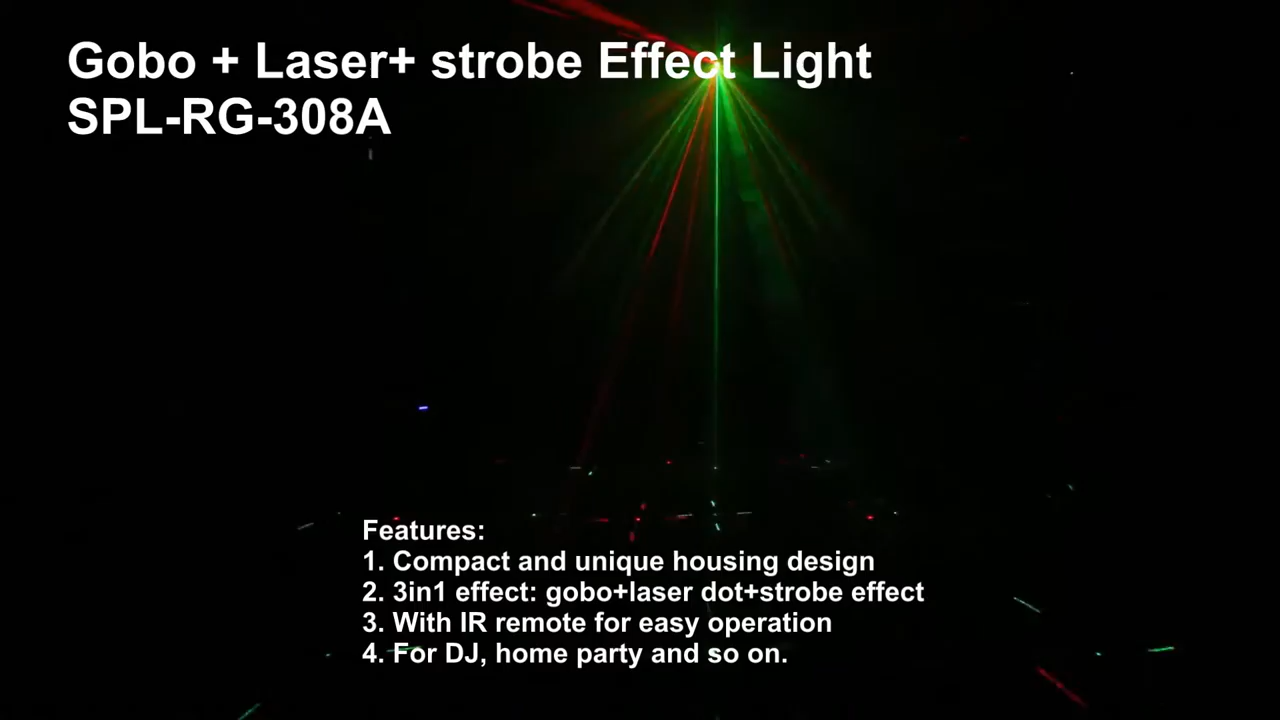 Gobo + Laser+ strobe Effect Light
SPL-RG-308A
Features:
1. Compact and unique housing design
2. 3in1 effect: gobo+laser dot+strobe effect
3. With IR remote for easy operation
4. For DJ, home party and so on.